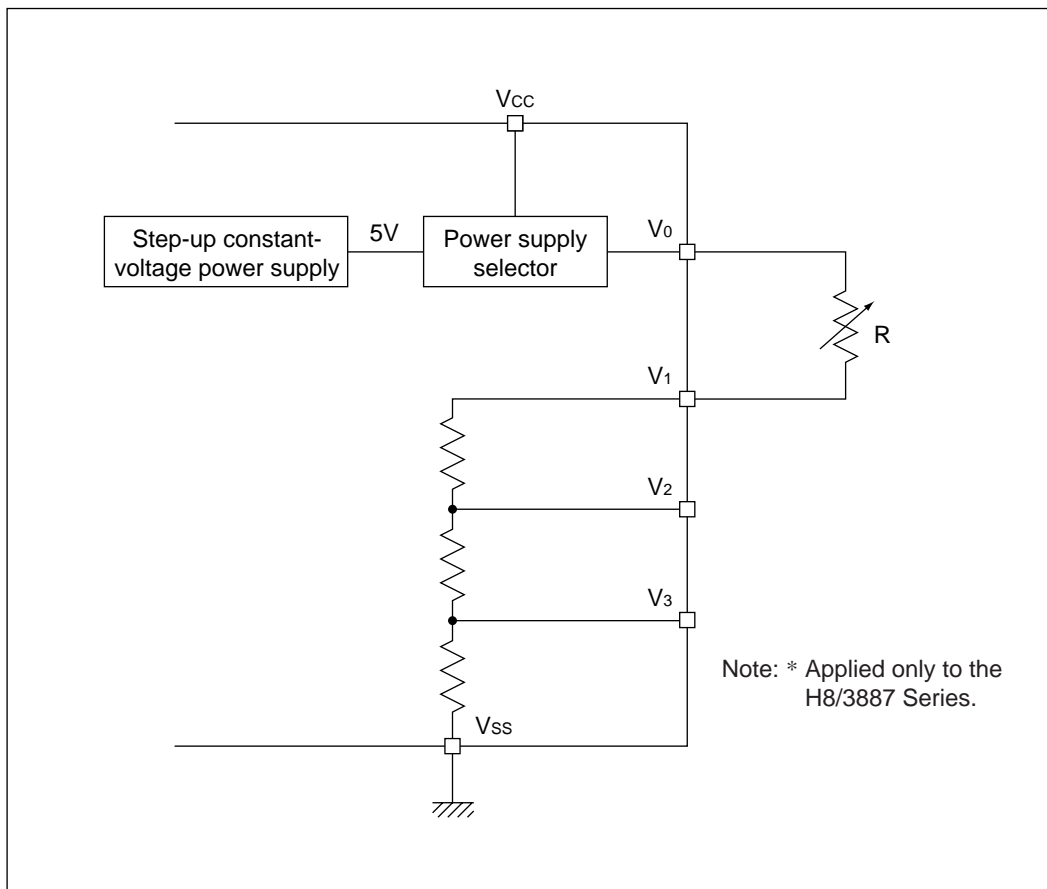 VCC
Step-up constant-
voltage power supply
5V
Power supply
selector
V0
R
V1
V2
V3
Note: * Applied only to the
H8/3887 Series.
VSS